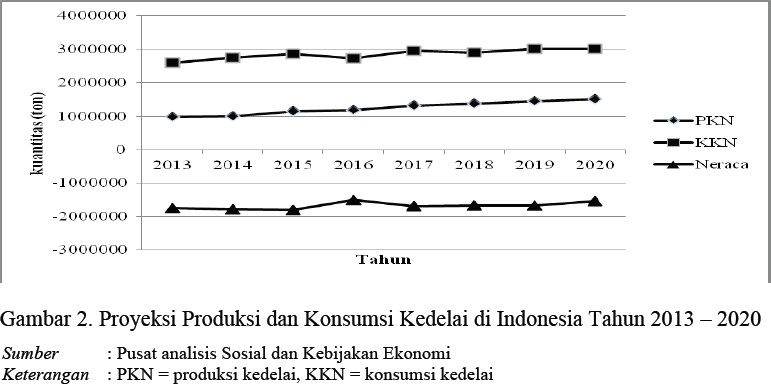 4000000
3000000
2000000
1000000
0
-1000000
-2000000
-3000000
kuantitas (ton)
2013 2014 2015 2016 2017 2018 2019 2020
Tahun
PKN
KKN
Neraca
Gambar 2. Proyeksi Produksi dan Konsumsi Kedelai di Indonesia Tahun 2013 – 2020
Sumber : Pusat analisis Sosial dan Kebijakan Ekonomi
Keterangan : PKN = produksi kedelai, KKN = konsumsi kedelai